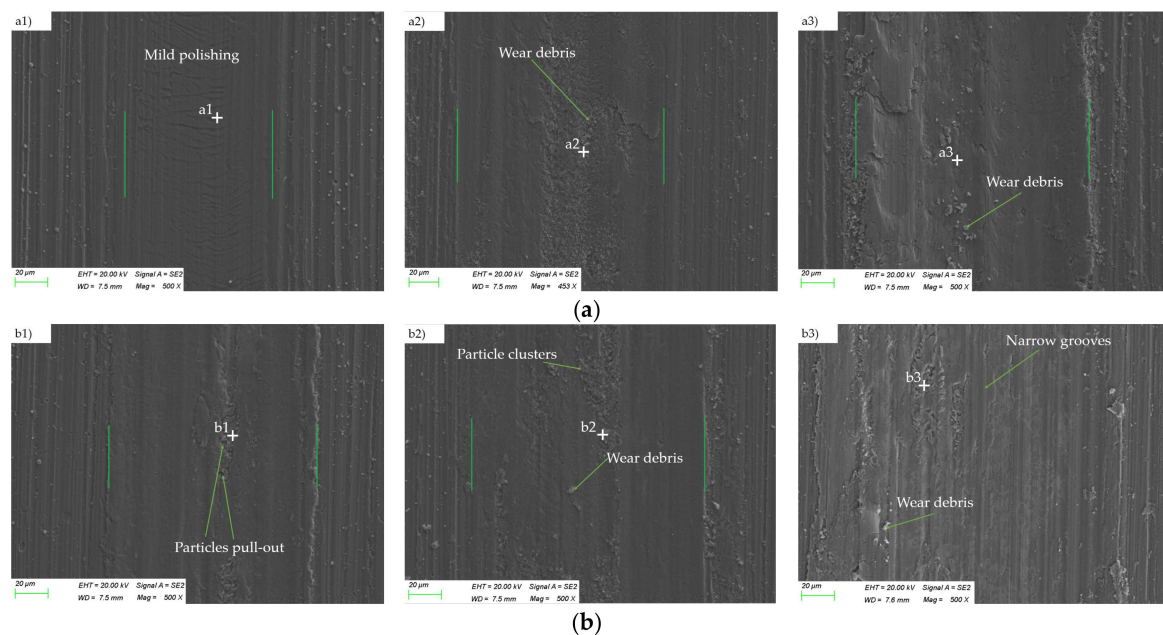 a1)
Mild polishing
a1
20 µm
EHT = 20.00 kV Signal A = SE2
WD = 7.5 mm Mag = 500 X
a2)
Wear debris
a2
20 µm
EHT = 20.00 kV Signal A = SE2
WD = 7.5 mm Mag = 453 X
a3)
a3
Wear debris
20 µm
EHT = 20.00 kV Signal A = SE2
WD = 7.5 mm Mag = 500 X
(a)
b1)
b1
Particles pull-out
20 µm
EHT = 20.00 kV Signal A = SE2
WD = 7.5 mm Mag = 500 X
b2)
Particle clusters
b2
Wear debris
20 µm
EHT = 20.00 kV Signal A = SE2
WD = 7.5 mm Mag = 500 X
b3)
Narrow grooves
b3
Wear debris
20 µm
EHT = 20.00 kV Signal A = SE2
WD = 7.6 mm Mag = 500 X
(b)